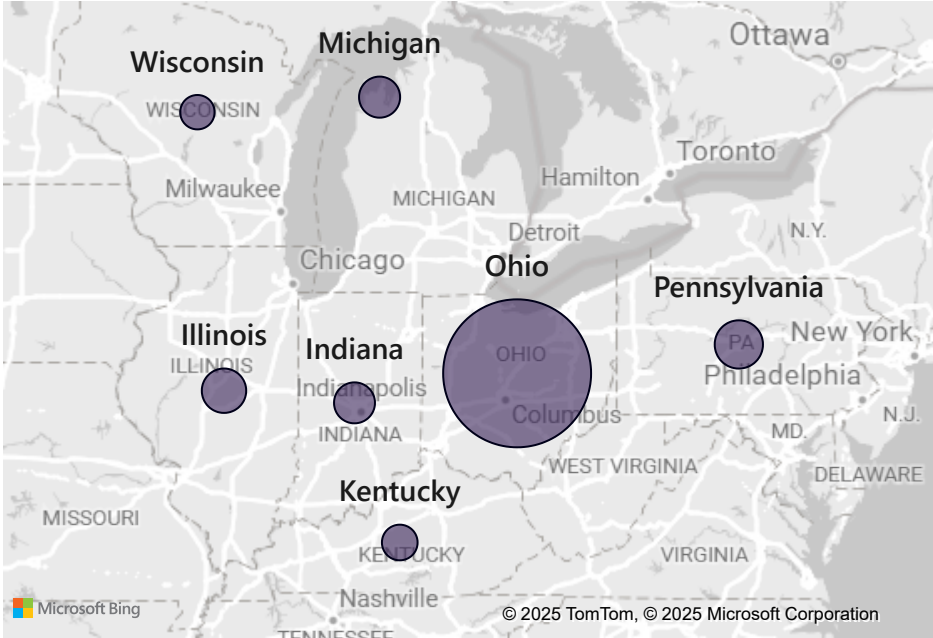 Ottawa
Michigan
Wisconsin
WISCONSIN
Toronto
Hamilton
Milwaukee
MICHIGAN
N.Y.
Detroit
Chicago
Ohio
Pennsylvania
Illinois
New York
PA
Indiana
OHIO
ILLINOIS
Philadelphia
Indianapolis
Columbus
N.J.
MD.
INDIANA
WEST VIRGINIA
DELAWARE
Kentucky
MISSOURI
KENTUCKY
VIRGINIA
Nashville
Microsoft Bing
© 2025 TomTom, © 2025 Microsoft Corporation
TENNESSEE